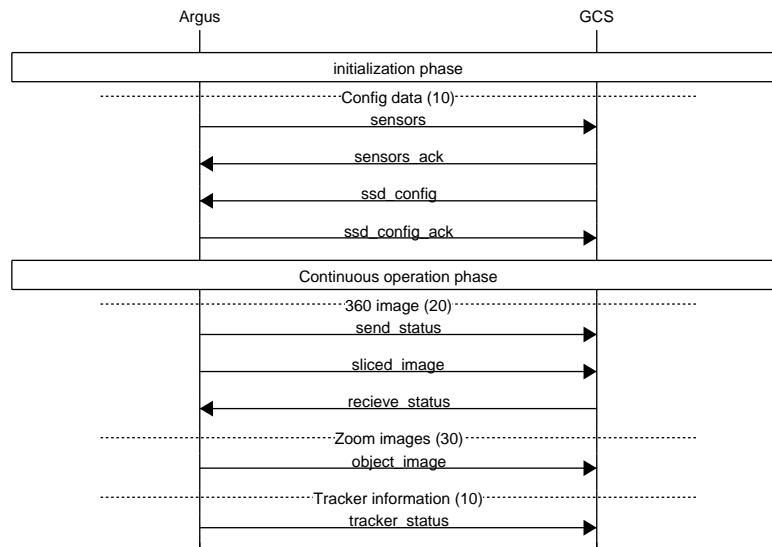 Argus GCS
initialization phase
Config data (10)
sensors
sensors_ack
ssd_config
ssd_config_ack
Continuous operation phase
360 image (20)
send_status
sliced_image
recieve_status
Zoom images (30)
object_image
Tracker information (10)
tracker_status